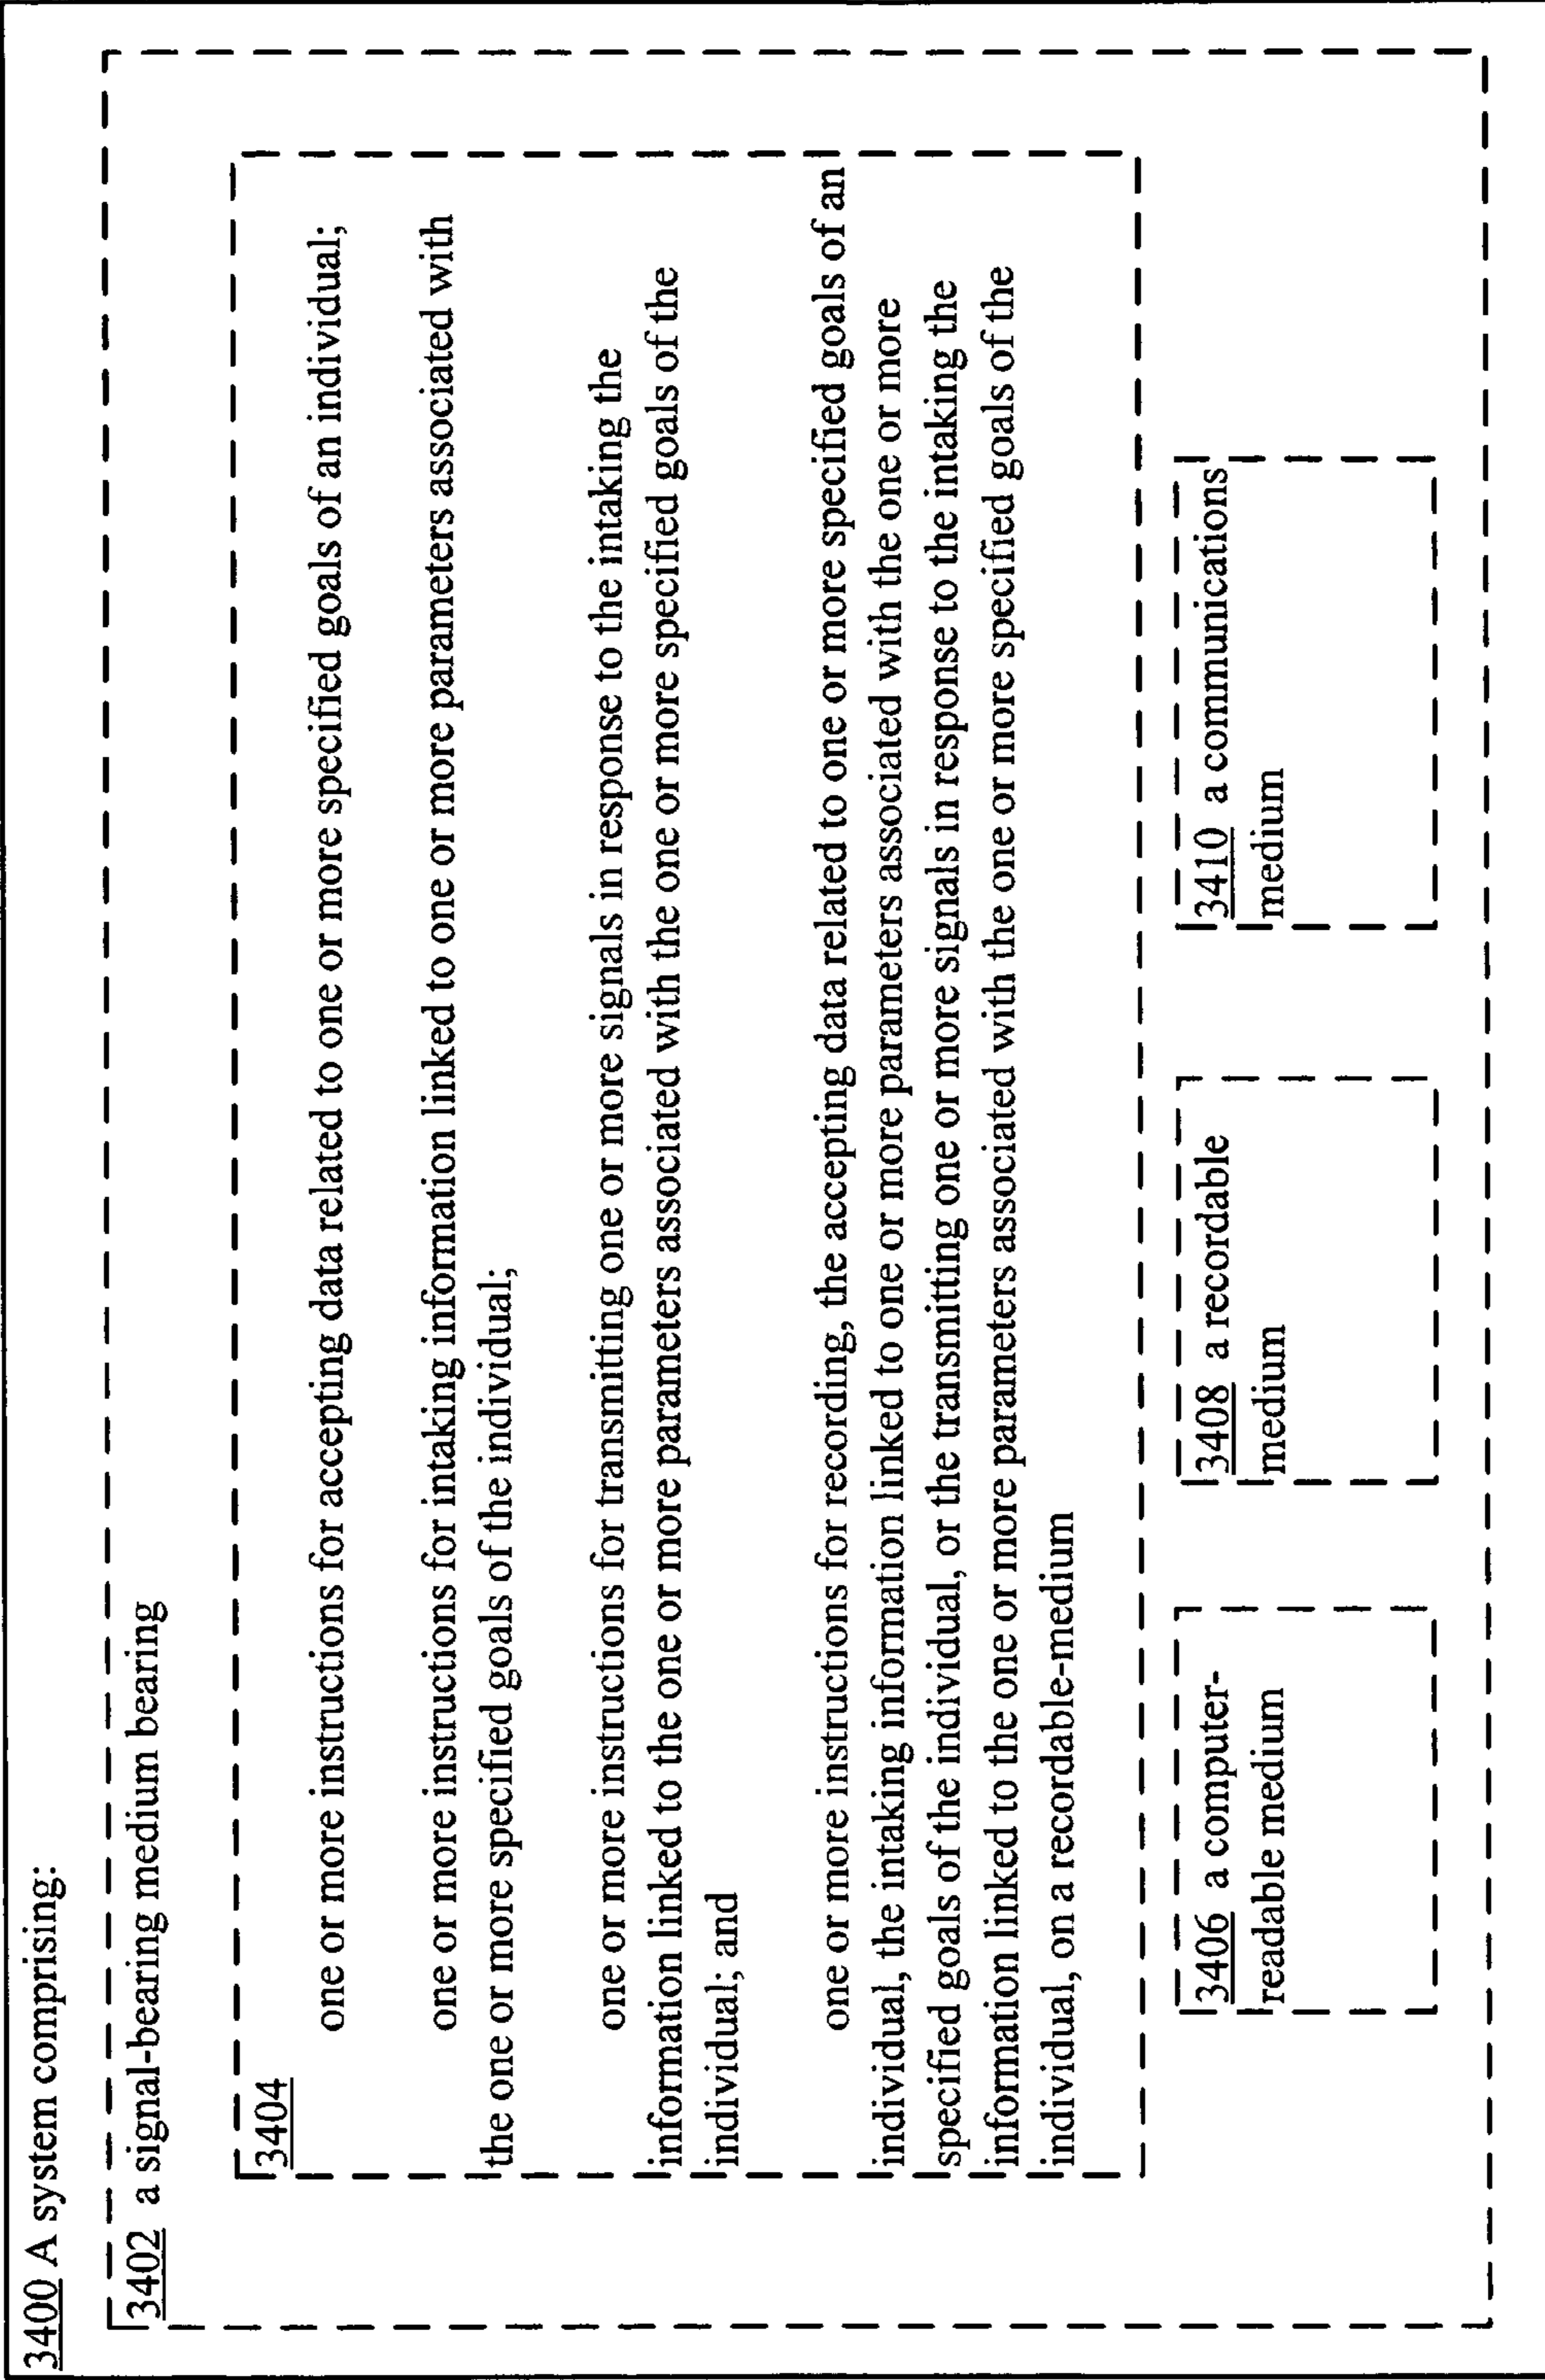 3400 A system comprising:
3402 a signal-bearing medium bearing
3404
one or more instructions for accepting data related to one or more specified goals of an individual;
one or more instructions for intaking information linked to one or more parameters associated with
the one or more specified goals of the individual;
one or more instructions for transmitting one or more signals in response to the intaking the
information linked to the one or more parameters associated with the one or more specified goals of the
individual; and
one or more instructions for recording, the accepting data related to one or more specified goals of an
individual, the intaking information linked to one or more parameters associated with the one or more
specified goals of the individual, or the transmitting one or more signals in response to the intaking the
information linked to the one or more parameters associated with the one or more specified goals of the
individual, on a recordable-medium
3406 a computer-
readable medium
3408 a recordable
medium
3410 a communications
medium